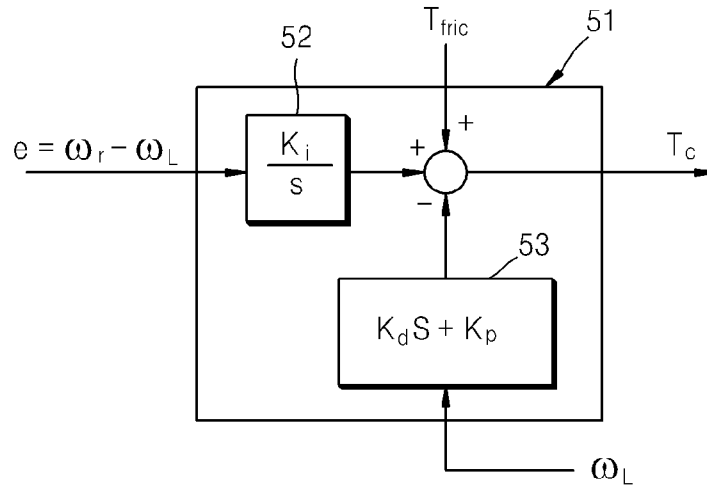 52
T_fric
51
e = ω_r − ω_L
K_i
s
+
+
−
T_c
53
K_d S + K_p
ω_L